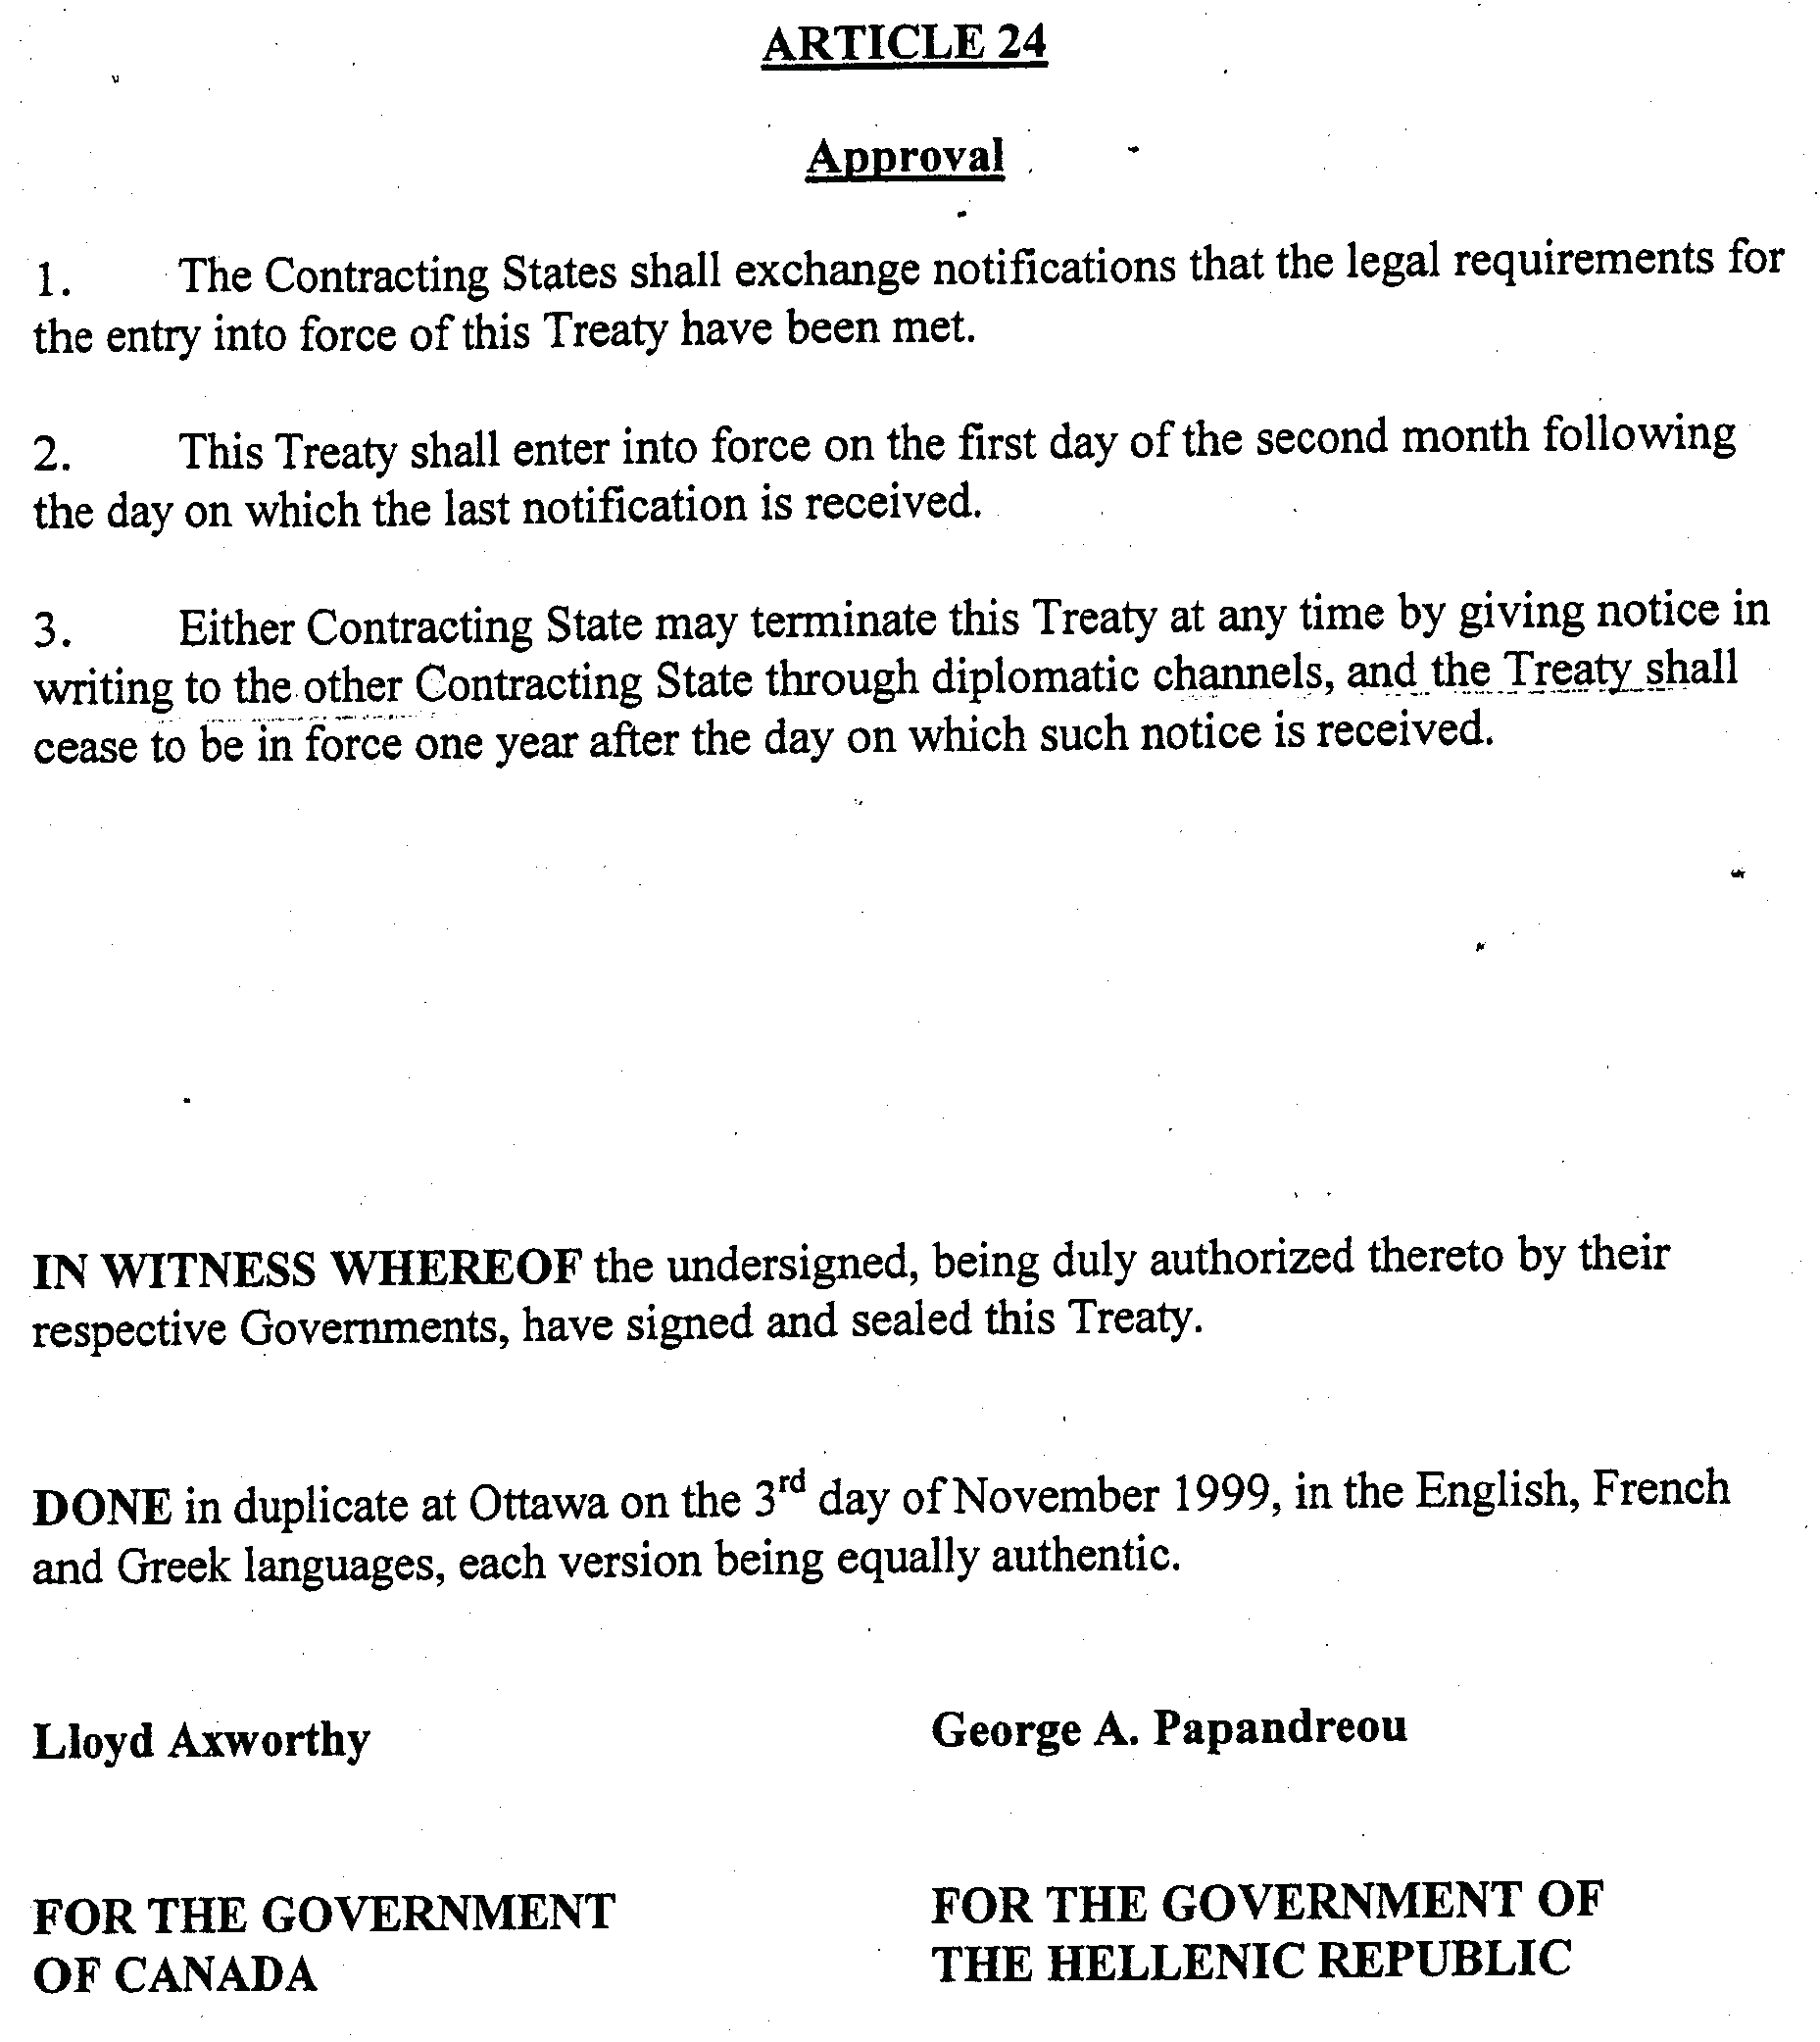 ARTICLE 24
Approval
1. The Contracting States shall exchange notifications that the legal requirements for
the entry into force of this Treaty have been met.
2. This Treaty shall enter into force on the first day of the second month following
the day on which the last notification is received.
3. Either Contracting State may terminate this Treaty at any time by giving notice in
writing to the other Contracting State through diplomatic channels, and the Treaty shall
cease to be in force one year after the day on which such notice is received.
IN WITNESS WHEREOF the undersigned, being duly authorized thereto by their
respective Governments, have signed and sealed this Treaty.
DONE in duplicate at Ottawa on the 3rd day of November 1999, in the English, French
and Greek languages, each version being equally authentic.
Lloyd Axworthy
George A. Papandreou
FOR THE GOVERNMENT
OF CANADA
FOR THE GOVERNMENT OF
THE HELLENIC REPUBLIC